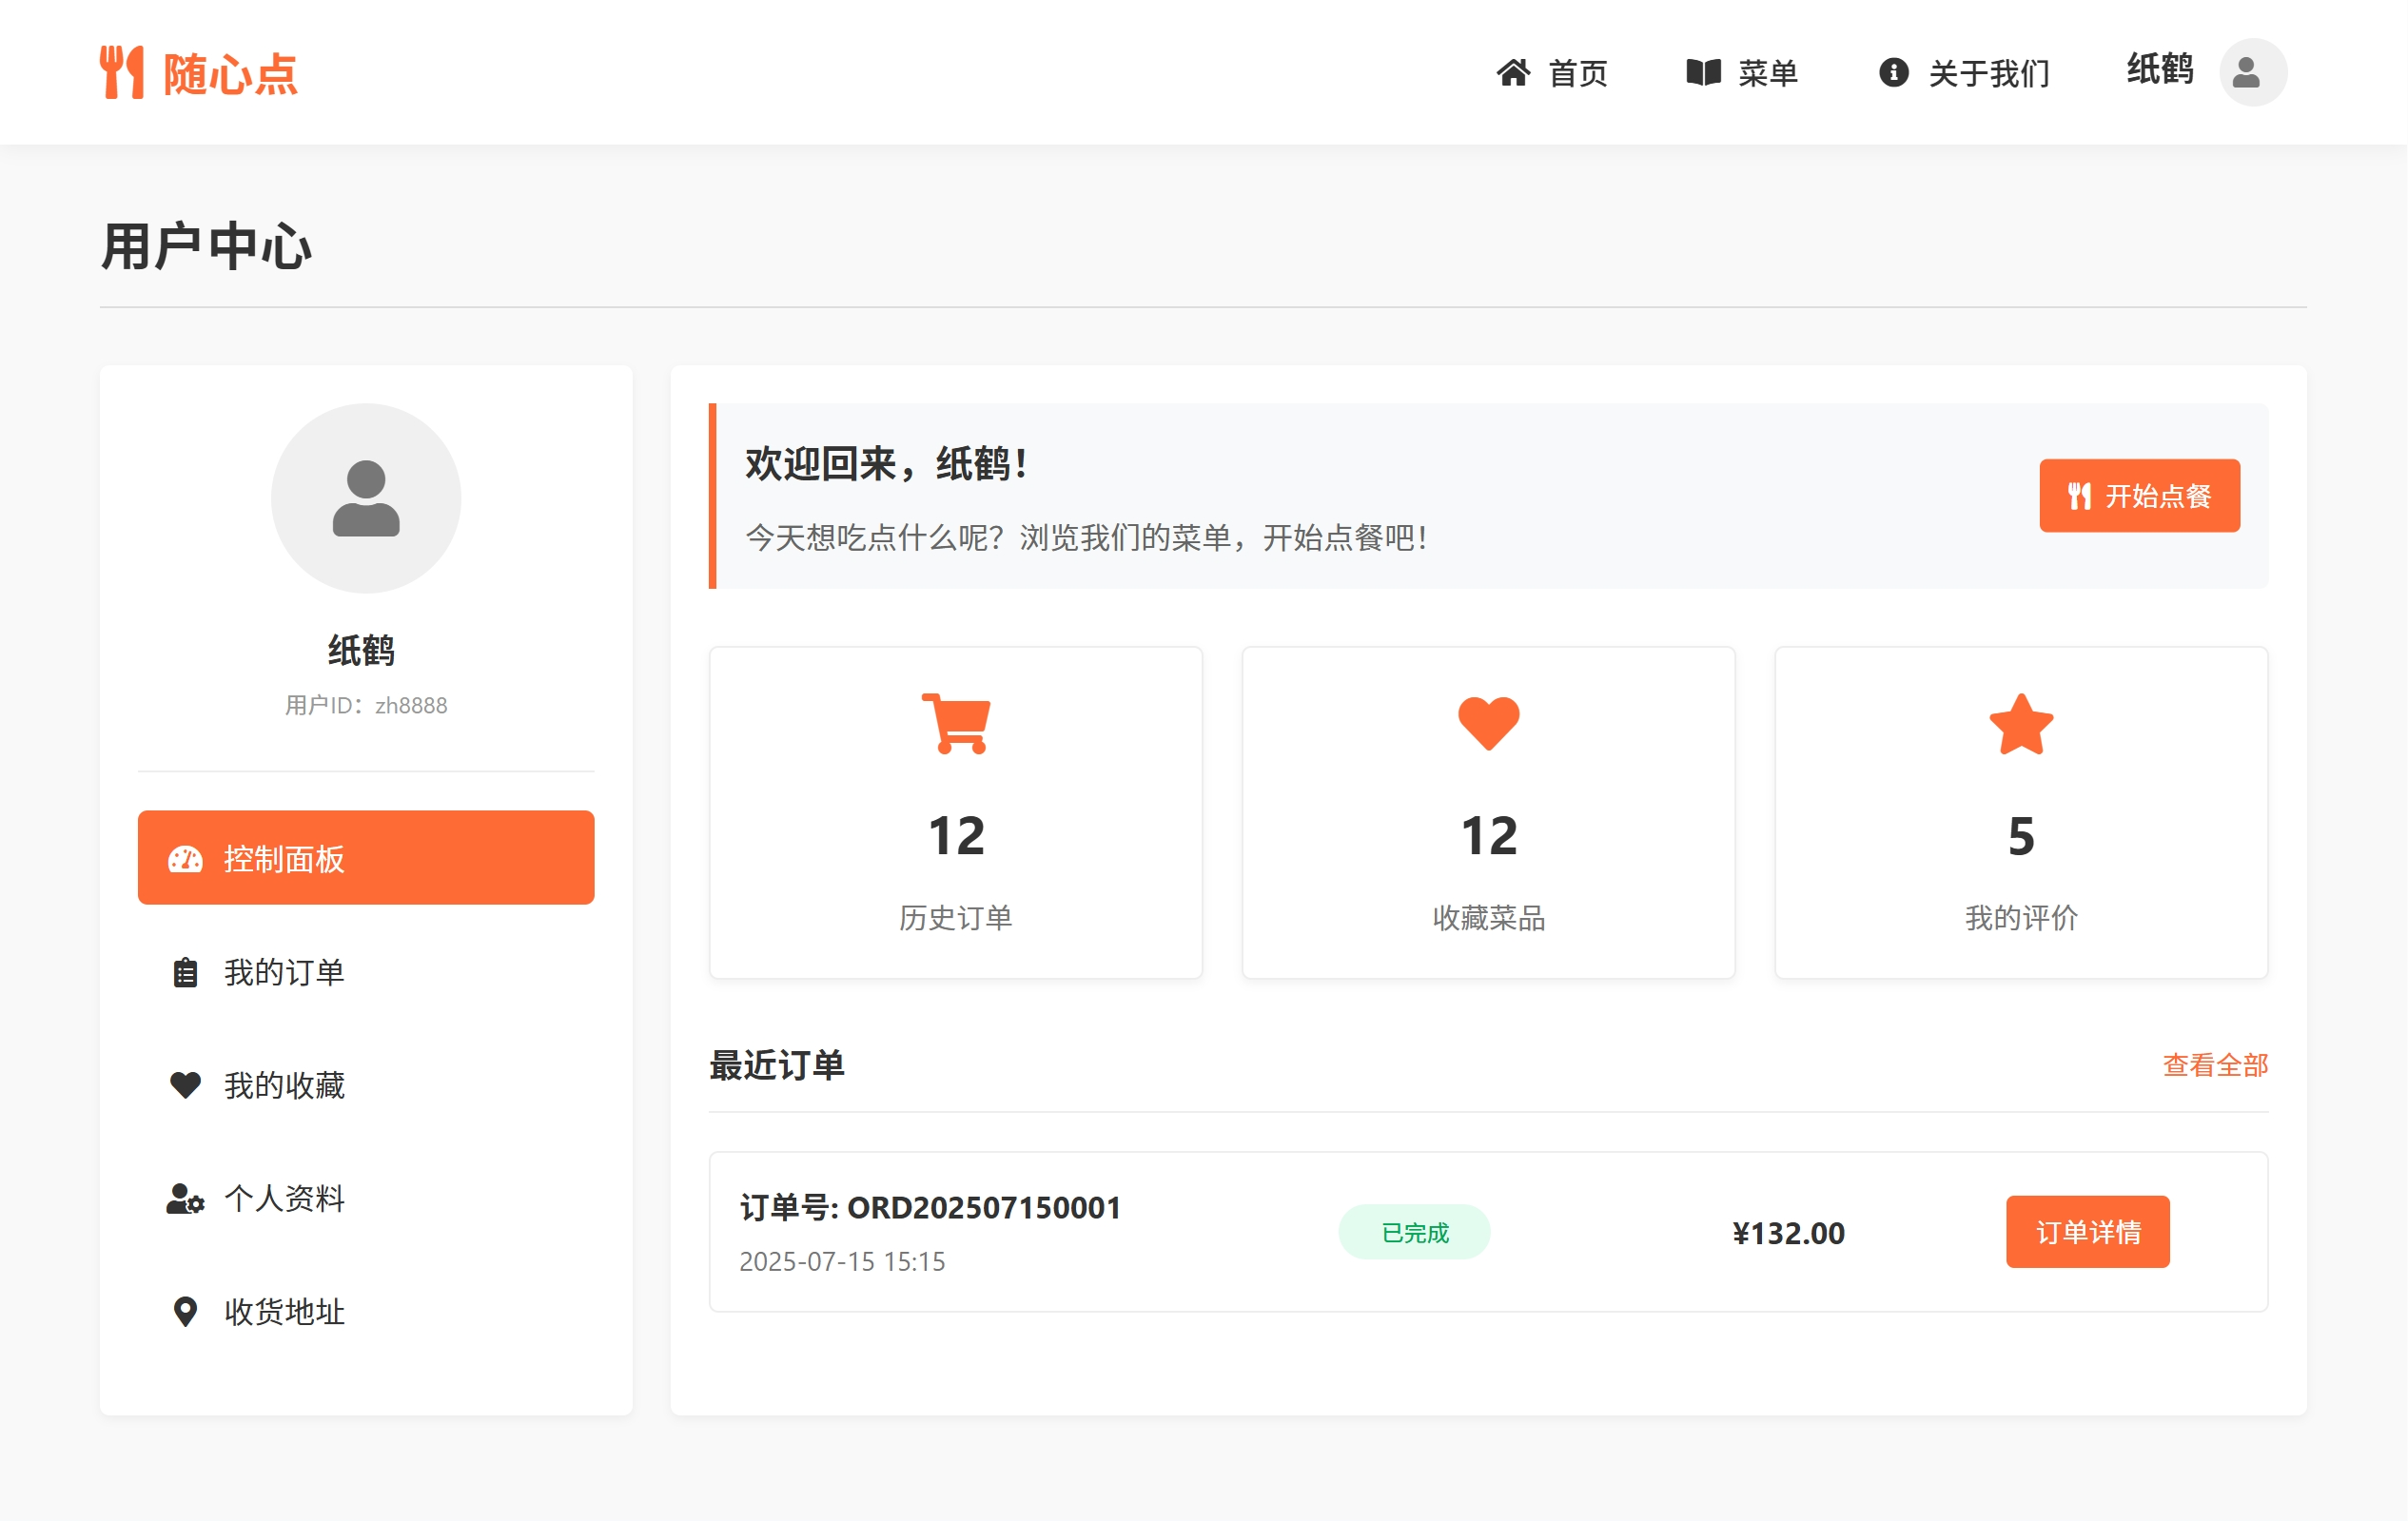 随心点
首页
菜单
关于我们
纸鹤
用户中心
纸鹤
用户ID：zh8888
控制面板
我的订单
我的收藏
个人资料
收货地址
欢迎回来，纸鹤！
今天想吃点什么呢？浏览我们的菜单，开始点餐吧！
开始点餐
12
历史订单
12
收藏菜品
5
我的评价
最近订单
查看全部
订单号: ORD202507150001
2025-07-15 15:15
已完成
¥132.00
订单详情